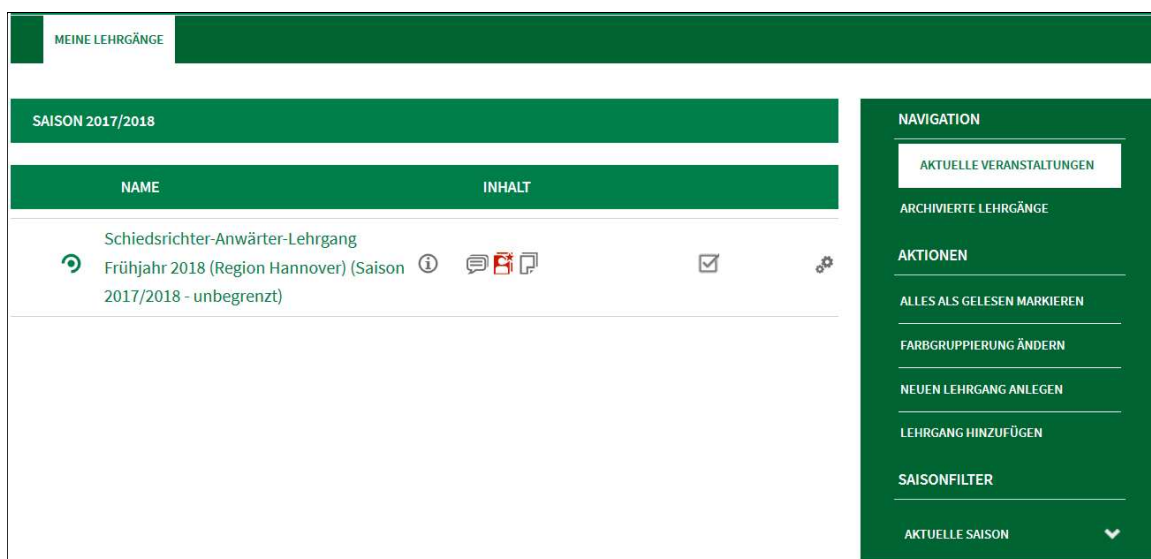 MEINE LEHRGÄNGE
SAISON 2017/2018
NAME INHALT
Schiedsrichter-Anwärter-Lehrgang
Frühjahr 2018 (Region Hannover) (Saison
2017/2018 - unbegrenzt)
NAVIGATION
AKTUELLE VERANSTALTUNGEN
ARCHIVIERTE LEHRGÄNGE
AKTIONEN
ALLES ALS GELESEN MARKIEREN
FARBGRUPPIERUNG ÄNDERN
NEUEN LEHRGANG ANLEGEN
LEHRGANG HINZUFÜGEN
SAISONFILTER
AKTUELLE SAISON